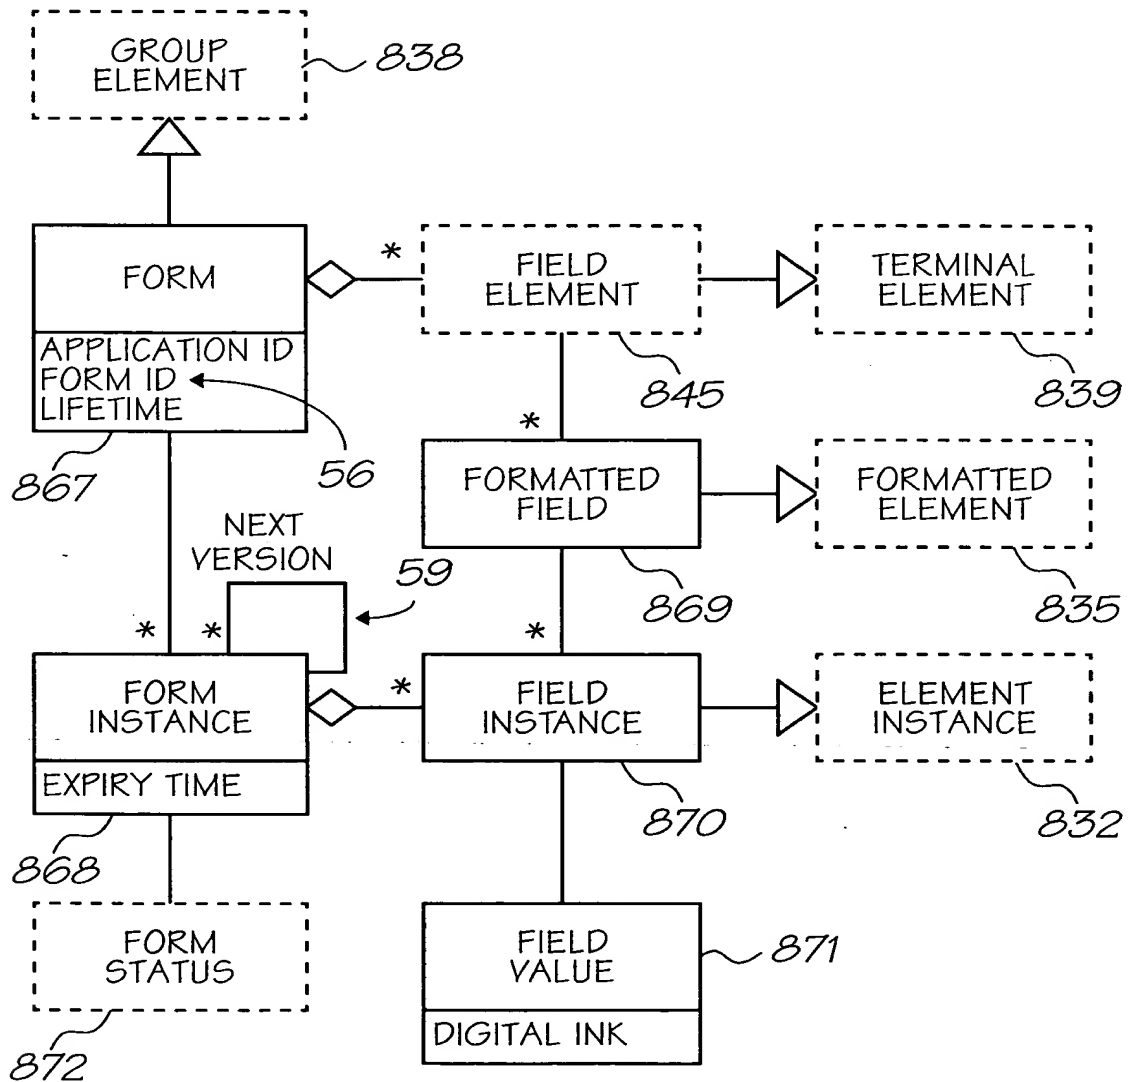 GROUP
ELEMENT
838
FORM
APPLICATION ID
FORM ID
LIFETIME
867
56
*
FIELD
ELEMENT
845
TERMINAL
ELEMENT
839
*
FORMATTED
FIELD
869
FORMATTED
ELEMENT
835
NEXT
VERSION
59
*
*
*
FORM
INSTANCE
EXPIRY TIME
868
*
FIELD
INSTANCE
870
ELEMENT
INSTANCE
832
FORM
STATUS
872
FIELD
VALUE
DIGITAL INK
871